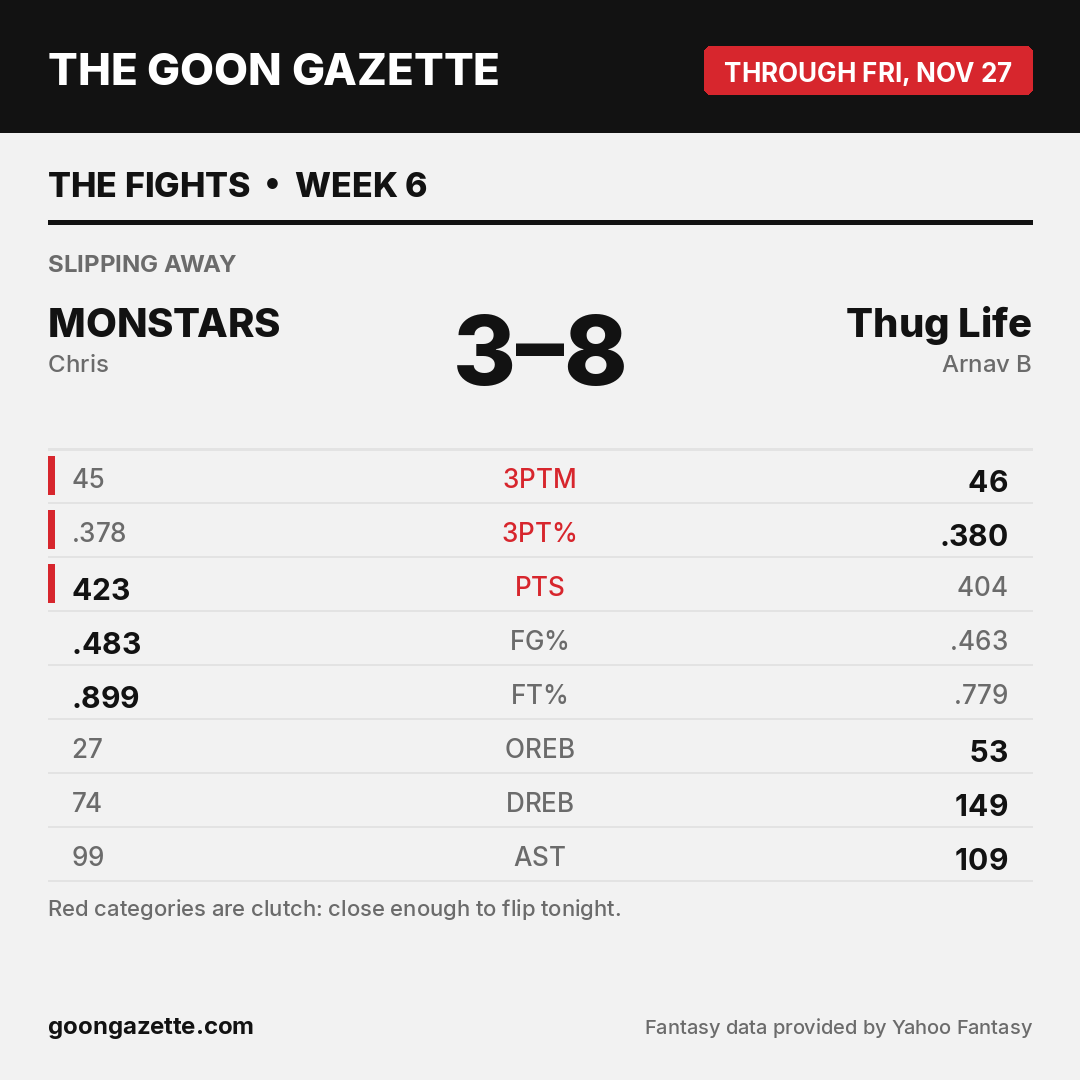 THE GOON GAZETTE
THROUGH FRI, NOV 27
THE FIGHTS • WEEK 6
SLIPPING AWAY
MONSTARS 3–8 Thug Life
Chris Arnav B
45 3PTM 46
.378 3PT% .380
423 PTS 404
.483 FG% .463
.899 FT% .779
27 OREB 53
74 DREB 149
99 AST 109
Red categories are clutch: close enough to flip tonight.
goongazette.com Fantasy data provided by Yahoo Fantasy